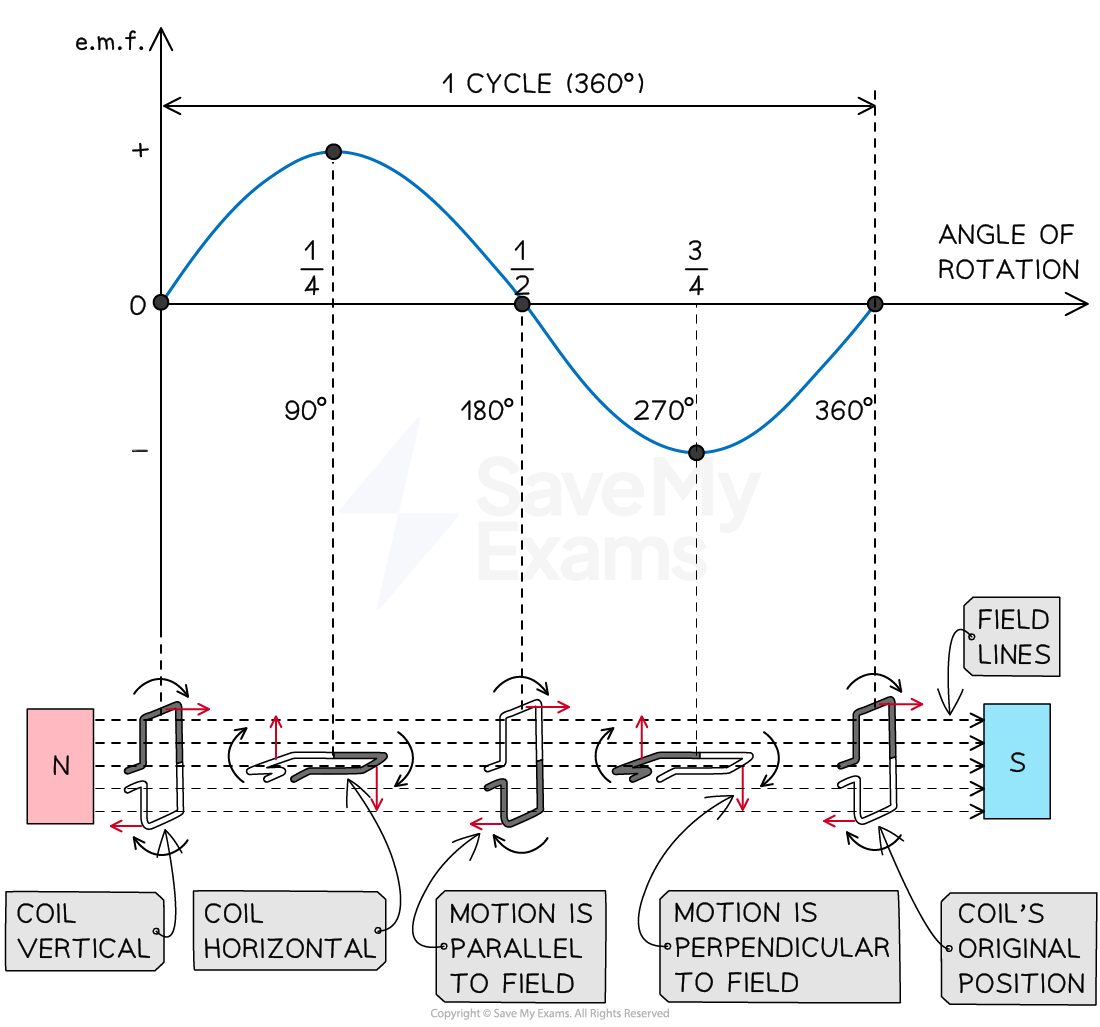 e.m.f.
1 CYCLE (360°)
+
ANGLE OF
ROTATION
1
4
1
2
3
4
0
90°
180°
270°
360°
−
SaveMy
Exams
FIELD
LINES
N
S
COIL
VERTICAL
COIL
HORIZONTAL
MOTION IS
PARALLEL
TO FIELD
MOTION IS
PERPENDICULAR
TO FIELD
COIL'S
ORIGINAL
POSITION
Copyright © Save My Exams. All Rights Reserved